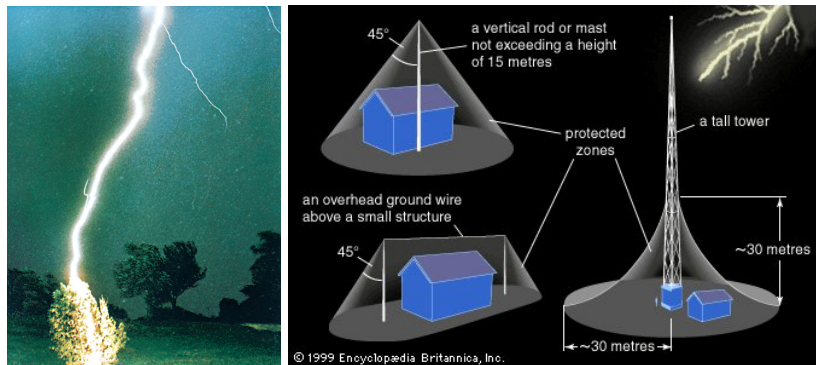 45°
a vertical rod or mast
not exceeding a height
of 15 metres
a tall tower
protected
zones
an overhead ground wire
above a small structure
45°
~30 metres
~30 metres
© 1999 Encyclopædia Britannica, Inc.